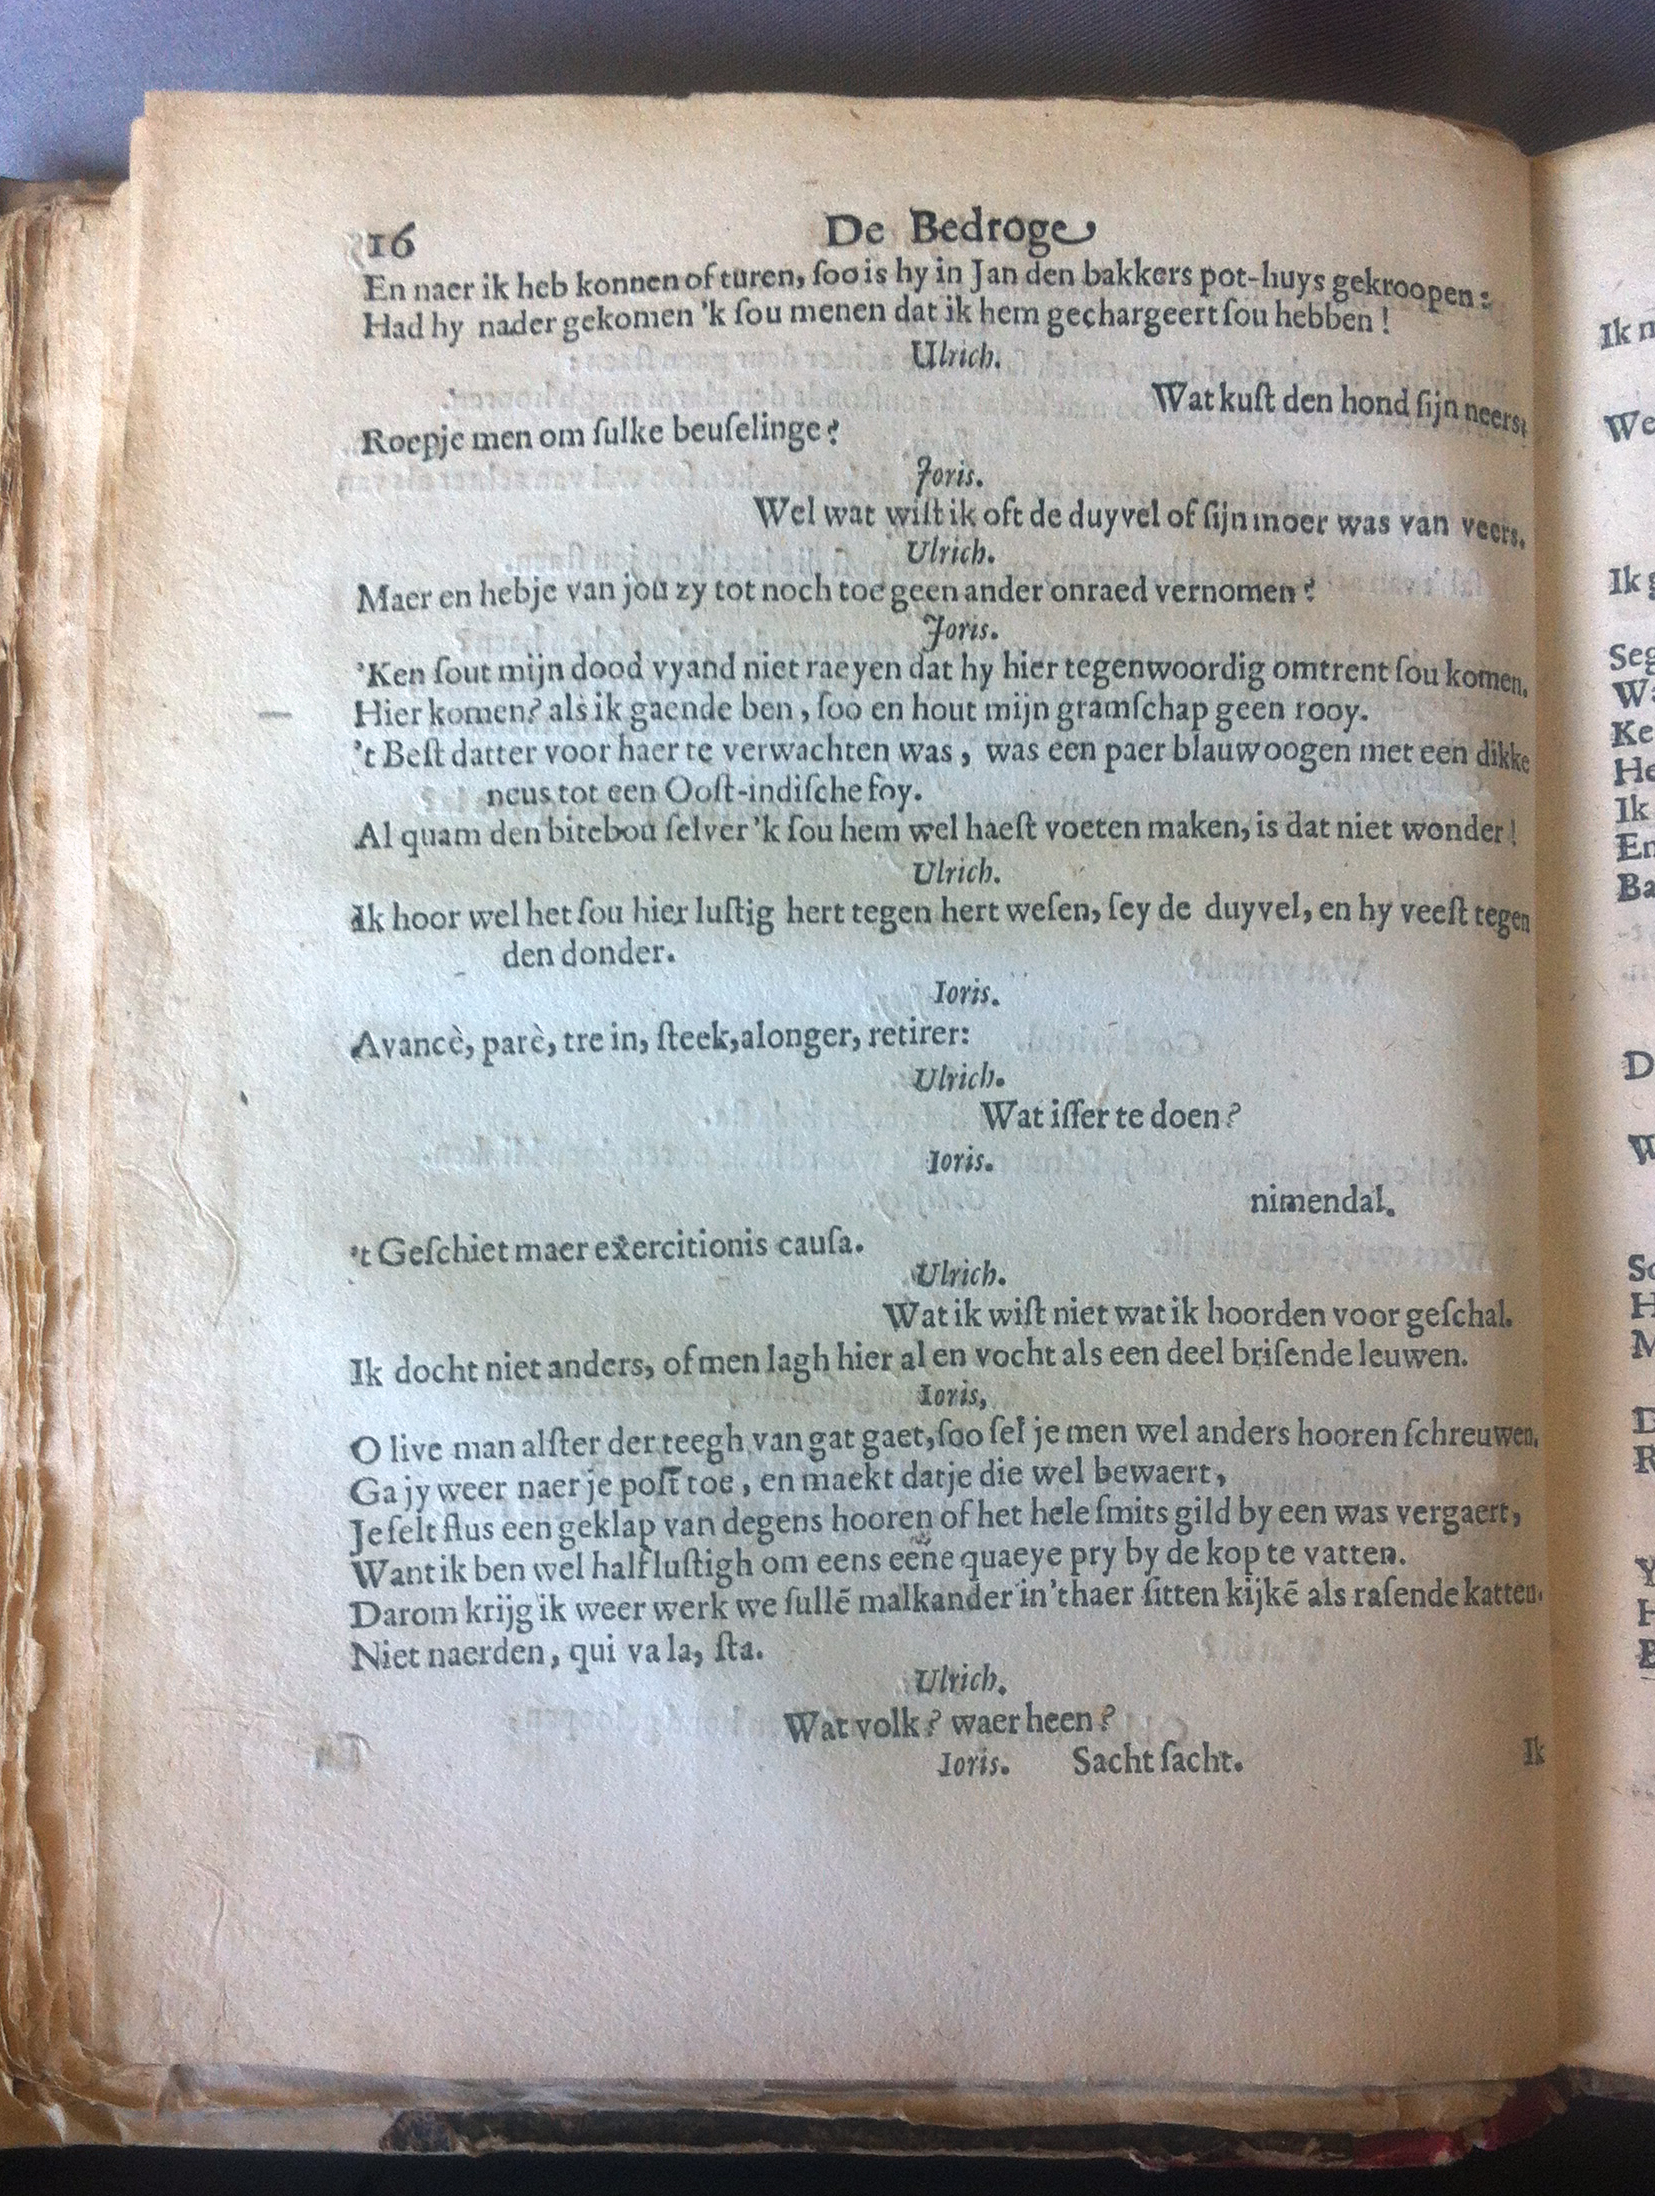 16 De Bedroge
En naer ik heb konnen of turen, ſoo is hy in Jan den bakkers pot-huys gekroopen:
Had hy nader gekomen 'k ſou menen dat ik hem gechargeert ſou hebben!
Ulrich.
Wat kuſt den hond ſijn neers,
Roepje men om ſulke beuſelinge?
Joris.
Wel wat wiſt ik oft de duyvel of ſijn moer was van veers.
Ulrich.
Maer en hebje van jou zy tot noch toe geen ander onraed vernomen?
Joris.
'Ken ſout mijn dood vyand niet raeyen dat hy hier tegenwoordig omtrent ſou komen.
Hier komen? als ik gaende ben, ſoo en hout mijn gramſchap geen rooy.
't Beſt datter voor haer te verwachten was, was een paer blauw oogen met een dikke
neus tot een Ooſt-indiſche foy.
Al quam den bitebou ſelver 'k ſou hem wel haeſt voeten maken, is dat niet wonder!
Ulrich.
Ik hoor wel het ſou hier luſtig hert tegen hert weſen, ſey de duyvel, en hy veeſt tegen
den donder.
Ioris.
Avancè, parè, tre in, ſteek, alonger, retirer:
Ulrich.
Wat iſſer te doen?
Ioris.
nimendal.
't Geſchiet maer exercitionis cauſa.
Ulrich.
Wat ik wiſt niet wat ik hoorden voor geſchal.
Ik docht niet anders, of men lagh hier al en vocht als een deel briſende leuwen.
Ioris,
O live man alſter der teegh van gat gaet, ſoo ſel je men wel anders hooren ſchreuwen.
Ga jy weer naer je poſt toe, en maekt datje die wel bewaert,
Je ſelt flus een geklap van degens hooren of het hele ſmits gild by een was vergaert,
Want ik ben wel half luſtigh om eens eene quaeye pry by de kop te vatten.
Darom krijg ik weer werk we ſullẽ malkander in 't haer ſitten kijkẽ als raſende katten.
Niet naerden, qui va la, ſta.
Ulrich.
Wat volk? waer heen?
Ioris. Sacht ſacht.
Ik
Ik
We
Ik
Seg
Wa
Ke
He
Ik
En
Ba
D
W
So
H
M
D
R
Y
H